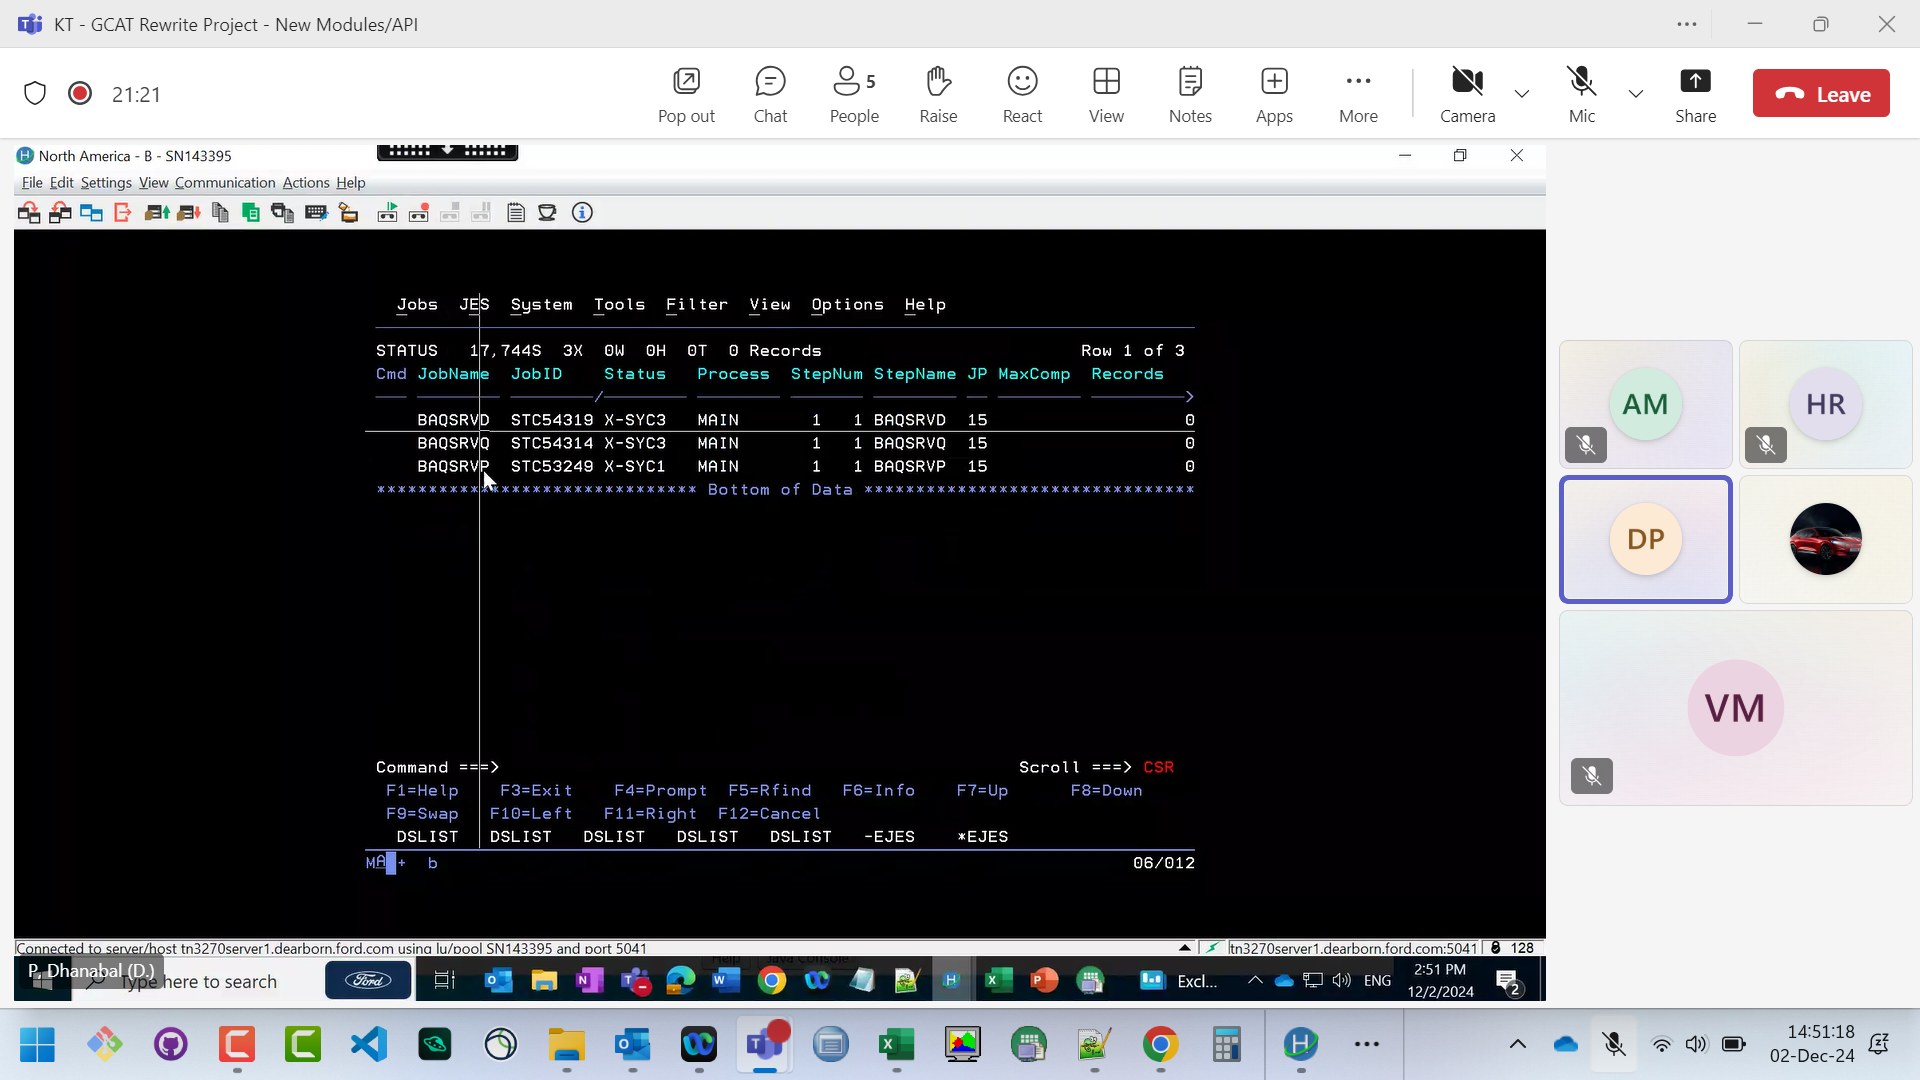 KT - GCAT Rewrite Project - New Modules/API
21:21
Pop out
Chat
People
5
Raise
React
View
Notes
Apps
More
Camera
Mic
Share
Leave
North America - B - SN143395
File Edit Settings View Communication Actions Help
Jobs JES System Tools Filter View Options Help
STATUS 17,744S 3X 0W 0H 0T 0 Records Row 1 of 3
Cmd JobName JobID Status Process StepNum StepName JP MaxComp Records
/ >
BAQSRVD STC54319 X-SYC3 MAIN 1 1 BAQSRVD 15 0
BAQSRVQ STC54314 X-SYC3 MAIN 1 1 BAQSRVQ 15 0
BAQSRVP STC53249 X-SYC1 MAIN 1 1 BAQSRVP 15 0
******************************* Bottom of Data ********************************
Command ===> Scroll ===> CSR
F1=Help F3=Exit F4=Prompt F5=Rfind F6=Info F7=Up F8=Down
F9=Swap F10=Left F11=Right F12=Cancel
DSLIST DSLIST DSLIST DSLIST DSLIST -EJES *EJES
MA + b 06/012
Connected to server/host tn3270server1.dearborn.ford.com using lu/pool SN143395 and port 5041
tn3270server1.dearborn.ford.com:5041 128
P, Dhanabal (D.)
Type here to search
Ford
Excl...
ENG
2:51 PM
12/2/2024
2
AM
HR
DP
VM
14:51:18
02-Dec-24